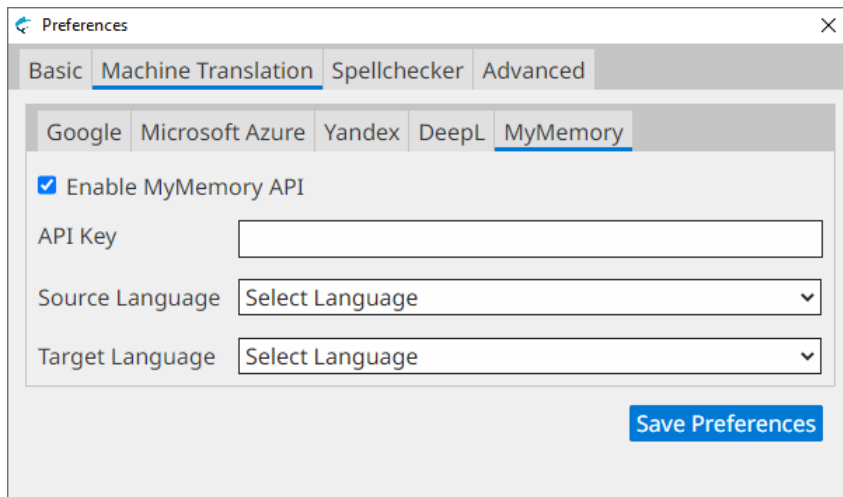 Preferences
Basic Machine Translation Spellchecker Advanced
Google Microsoft Azure Yandex DeepL MyMemory
Enable MyMemory API
API Key
Source Language Select Language
Target Language Select Language
Save Preferences